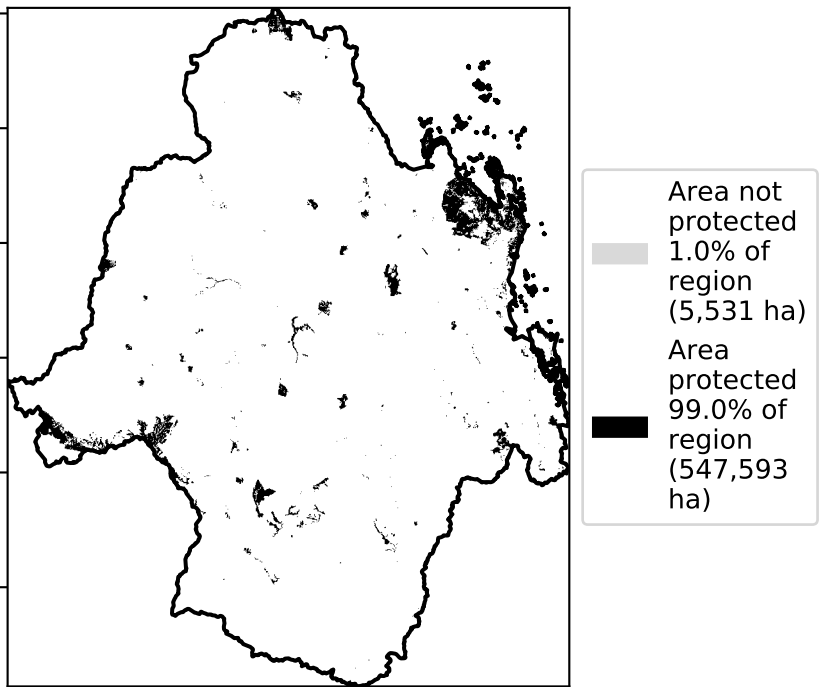 Area not
protected
1.0% of
region
(5,531 ha)
Area
protected
99.0% of
region
(547,593
ha)